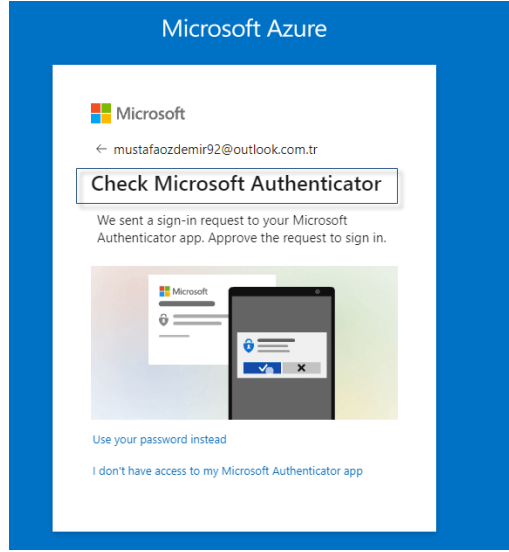 Microsoft Azure
Microsoft
← mustafaozdemir92@outlook.com.tr
Check Microsoft Authenticator
We sent a sign-in request to your Microsoft
Authenticator app. Approve the request to sign in.
Microsoft
Use your password instead
I don't have access to my Microsoft Authenticator app